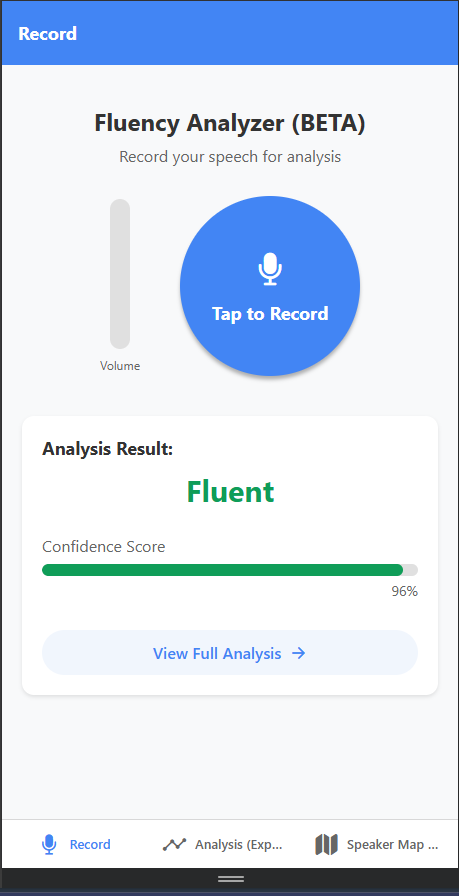 Record
Fluency Analyzer (BETA)
Record your speech for analysis
Tap to Record
Volume
Analysis Result:
Fluent
Confidence Score
96%
View Full Analysis →
Record
Analysis (Exp...
Speaker Map ...